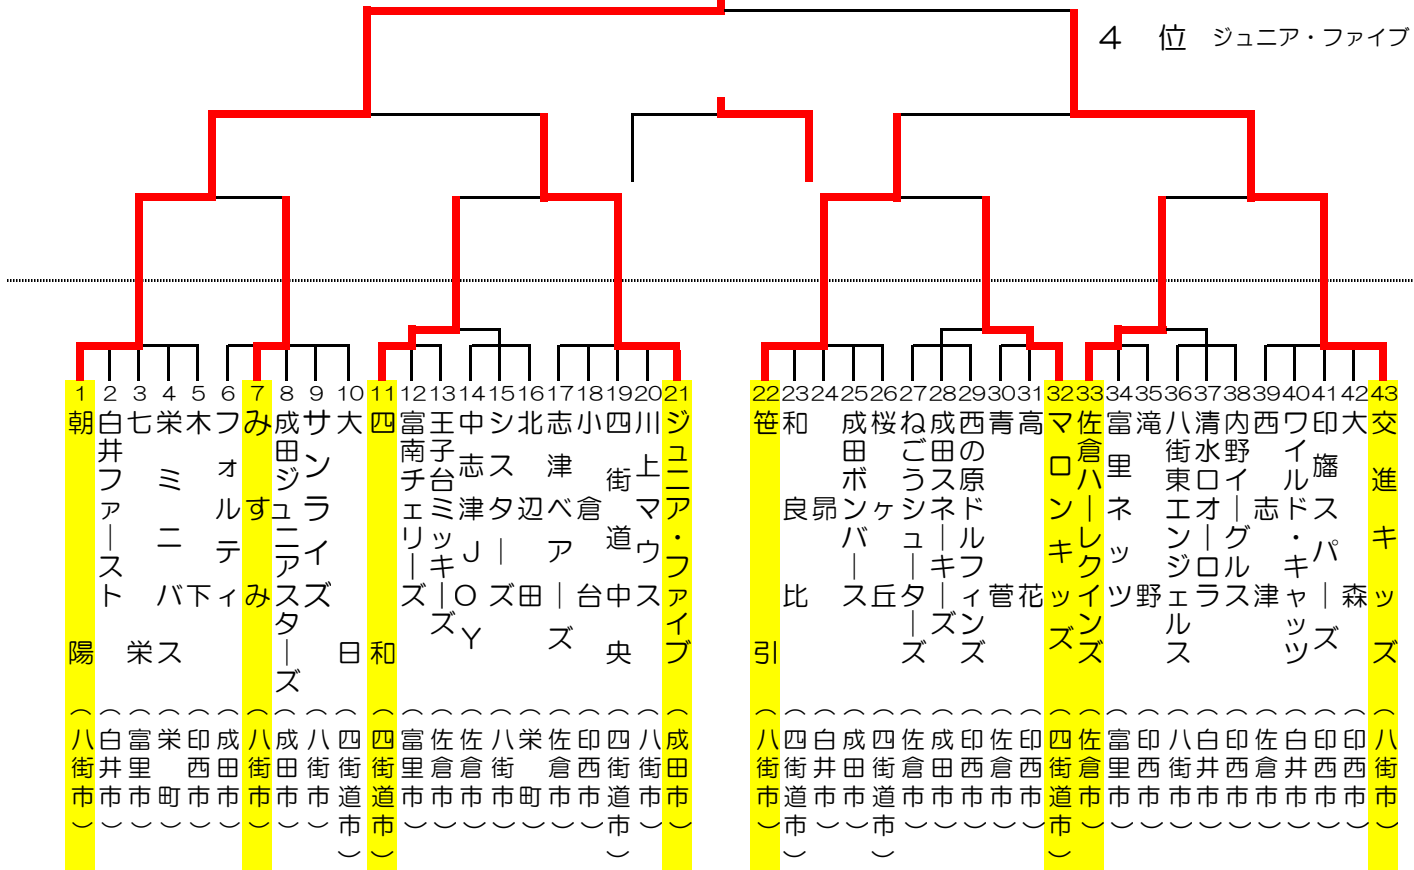 4 位 ジュニア・ファイブ
1 朝陽（八街市）
2 白井ファースト（白井市）
3 七栄（富里市）
4 栄ミニバス（栄町）
5 木下（印西市）
6 フォルティ（成田市）
7 みすみ（八街市）
8 成田ジュニアスターズ（成田市）
9 サンライズ（八街市）
10 大日（四街道市）
11 四和（四街道市）
12 富南チェリーズ（富里市）
13 王子台ミッキーズ（佐倉市）
14 中志津JOY（佐倉市）
15 シスターズ（八街市）
16 北辺田（栄町）
17 志津ベアーズ（佐倉市）
18 小倉台（印西市）
19 四街道中央（四街道市）
20 川上マウス（八街市）
21 ジュニア・ファイブ（成田市）
22 笹引（八街市）
23 和良比（四街道市）
24 昴（白井市）
25 成田ボンバース（成田市）
26 桜ヶ丘（四街道市）
27 ねごうシューターズ（佐倉市）
28 成田スネーキーズ（成田市）
29 西の原ドルフィンズ（印西市）
30 青菅（佐倉市）
31 高花（印西市）
32 マロンキッズ（四街道市）
33 佐倉ハーレクインズ（佐倉市）
34 富里ネッツ（富里市）
35 滝野（印西市）
36 八街東エンジェルス（八街市）
37 清水口オーロラ（白井市）
38 内野イーグルス（印西市）
39 西志津（佐倉市）
40 ワイルド・キャッツ（白井市）
41 印旛スパーズ（印西市）
42 大森（印西市）
43 交進キッズ（八街市）